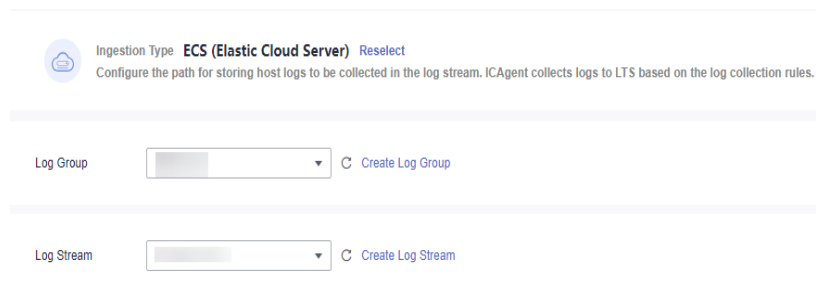 Ingestion Type ECS (Elastic Cloud Server) Reselect
Configure the path for storing host logs to be collected in the log stream. ICAgent collects logs to LTS based on the log collection rules.
Log Group Create Log Group
Log Stream Create Log Stream